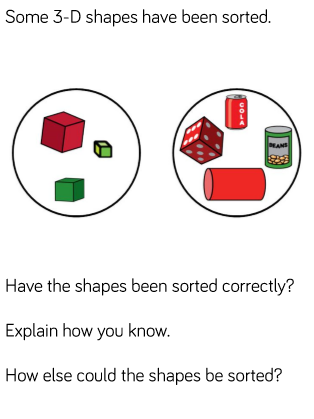 Some 3-D shapes have been sorted.
COLA
BEANS
Have the shapes been sorted correctly?
Explain how you know.
How else could the shapes be sorted?